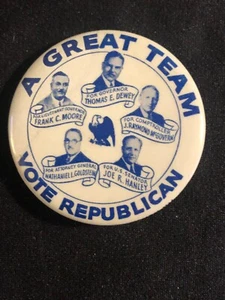 A GREAT TEAM
FOR GOVERNOR
THOMAS E. DEWEY
FOR LIEUTENANT GOVERNOR
FRANK C. MOORE
FOR COMPTROLLER
J. RAYMOND McGOVERN
FOR ATTORNEY GENERAL
NATHANIEL L. GOLDSTEIN
FOR U.S. SENATOR
JOE R. HANLEY
VOTE REPUBLICAN